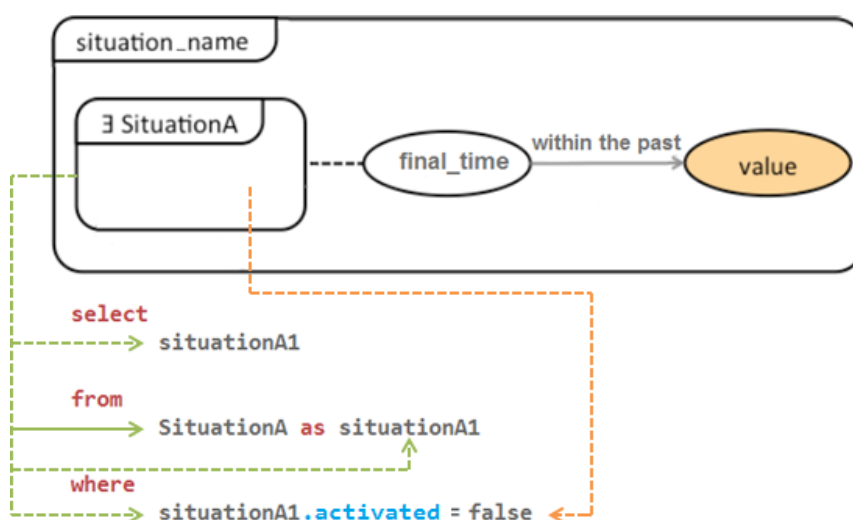 situation_name
∃ SituationA
final_time
within the past
value
select
situationA1
from
SituationA as situationA1
where
situationA1.activated = false